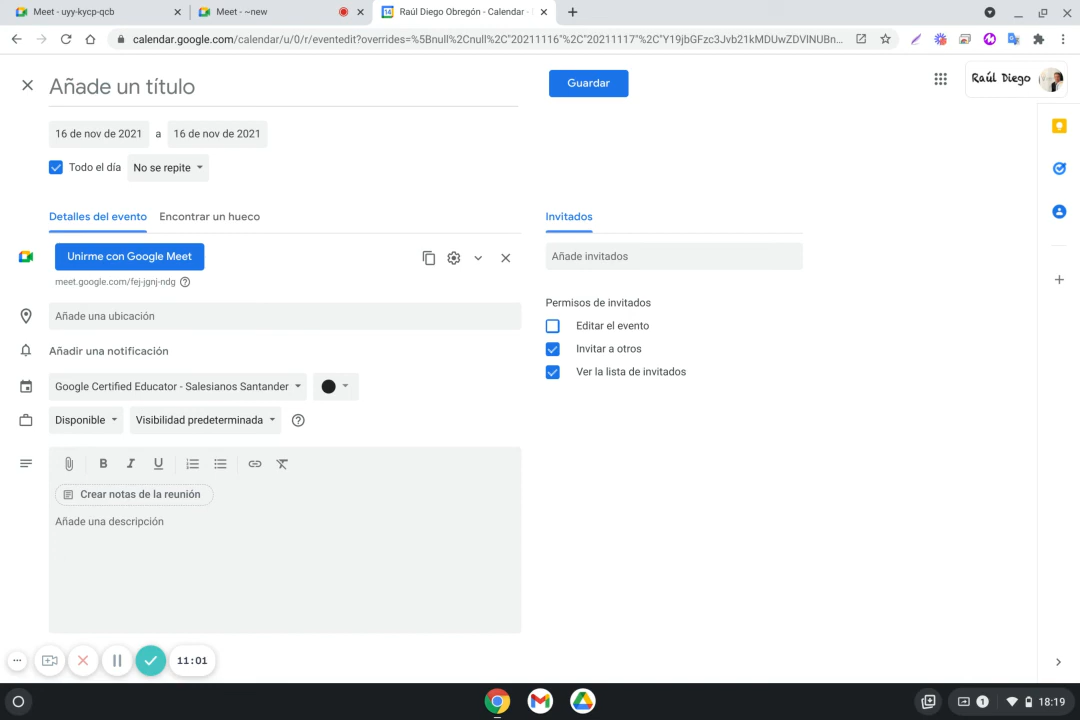 Meet - uyy-kycp-qcb
Meet - ~new
Raúl Diego Obregón - Calendar -
calendar.google.com/calendar/u/0/r/eventedit?overrides=%5Bnull%2Cnull%2C"20211116"%2C"20211117"%2C"Y19jbGFzc3Jvb21kMDUwZDVlNUBn...
Añade un título
Guardar
Raúl Diego
16 de nov de 2021 a 16 de nov de 2021
Todo el día No se repite
Detalles del evento Encontrar un hueco
Invitados
Unirme con Google Meet
meet.google.com/fej-jgnj-ndg
Añade invitados
Añade una ubicación
Permisos de invitados
Editar el evento
Invitar a otros
Ver la lista de invitados
Añadir una notificación
Google Certified Educator - Salesianos Santander
Disponible Visibilidad predeterminada
B I U
Crear notas de la reunión
Añade una descripción
11:01
1 18:19